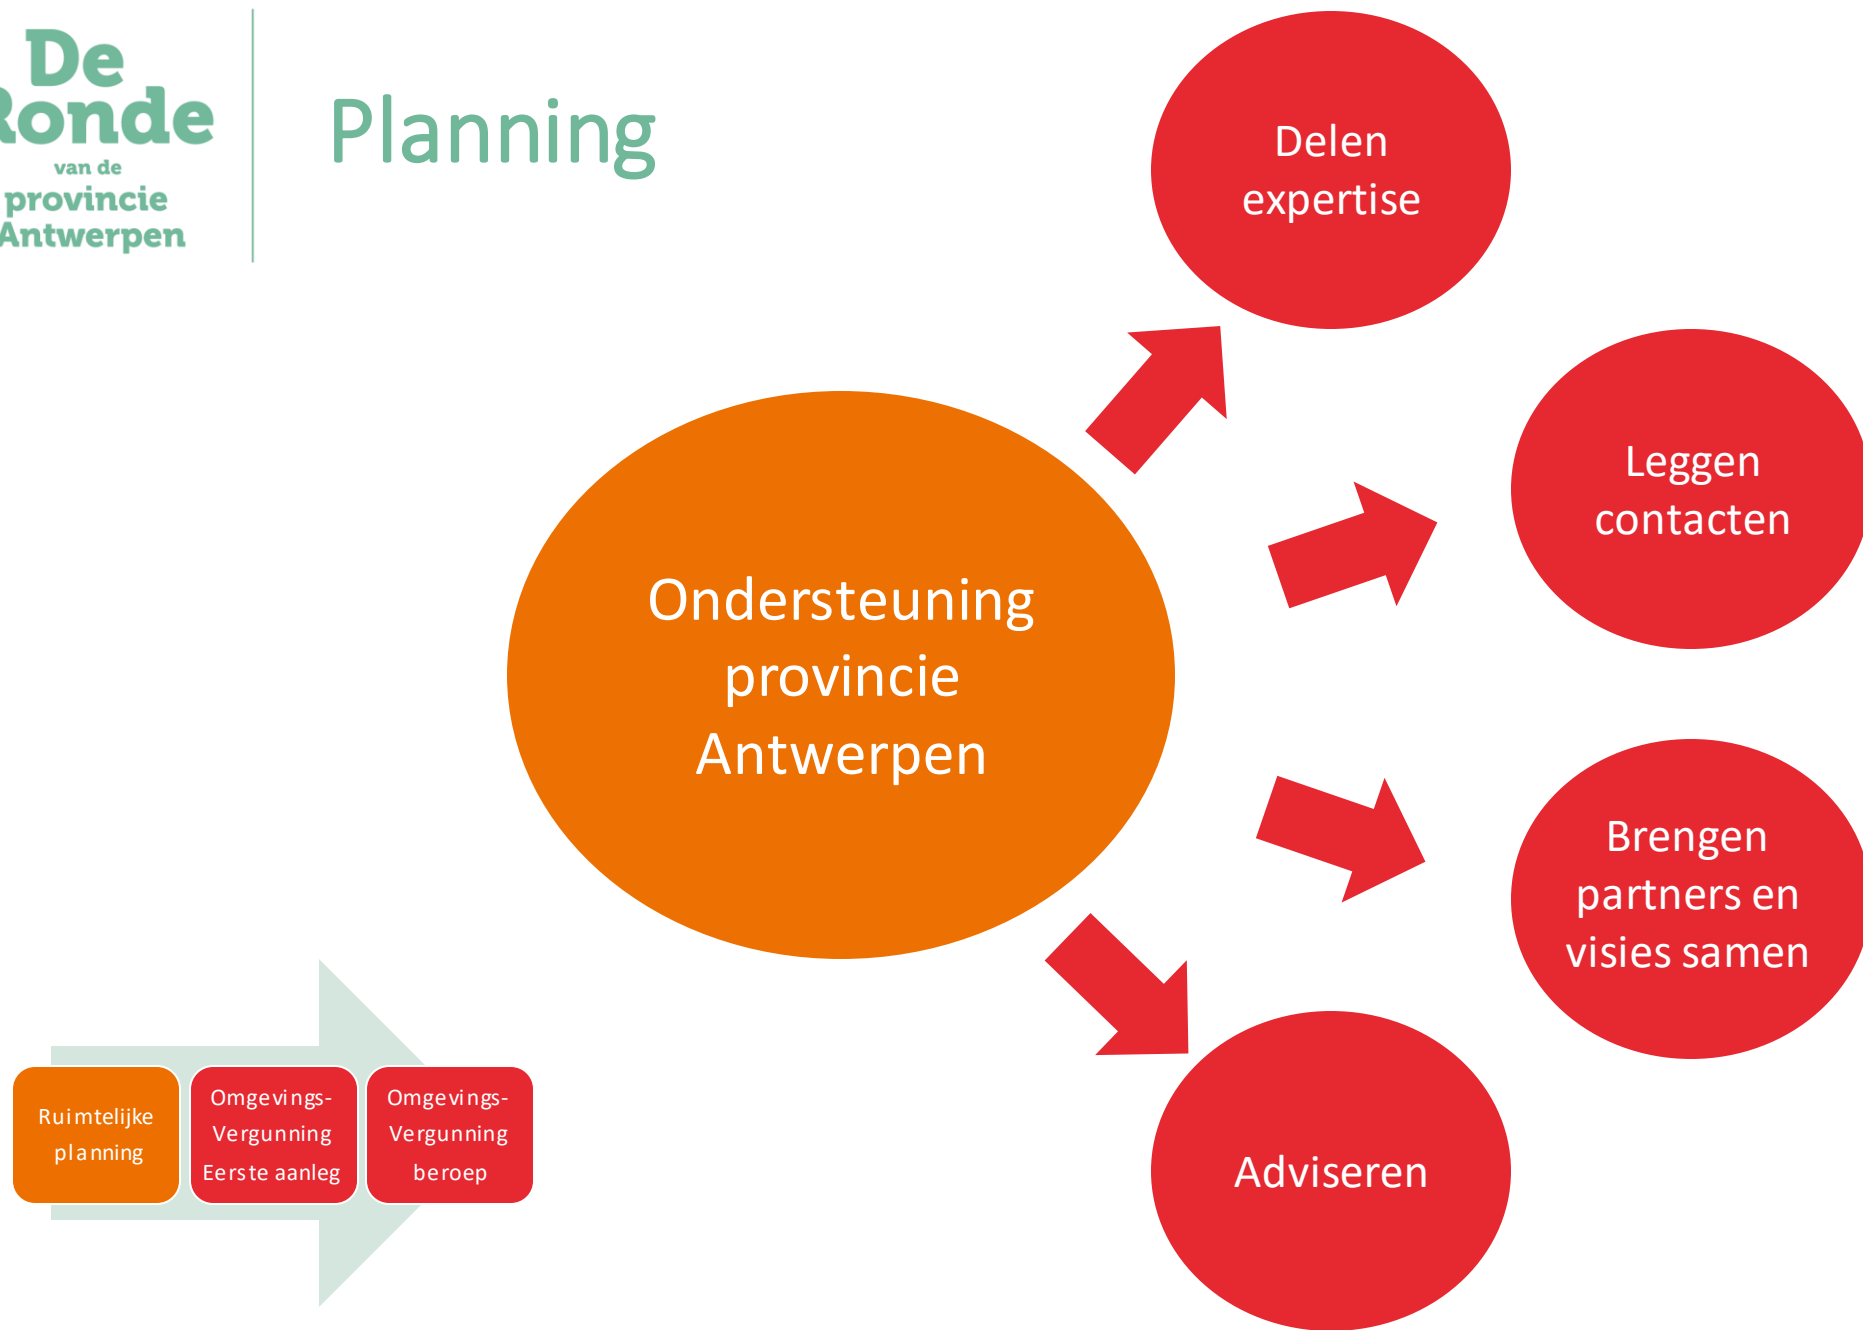 De
Ronde
van de
provincie
Antwerpen
Planning
Delen
expertise
Leggen
contacten
Ondersteuning
provincie
Antwerpen
Brengen
partners en
visies samen
Adviseren
Ruimtelijke
planning
Omgevings-
Vergunning
Eerste aanleg
Omgevings-
Vergunning
beroep